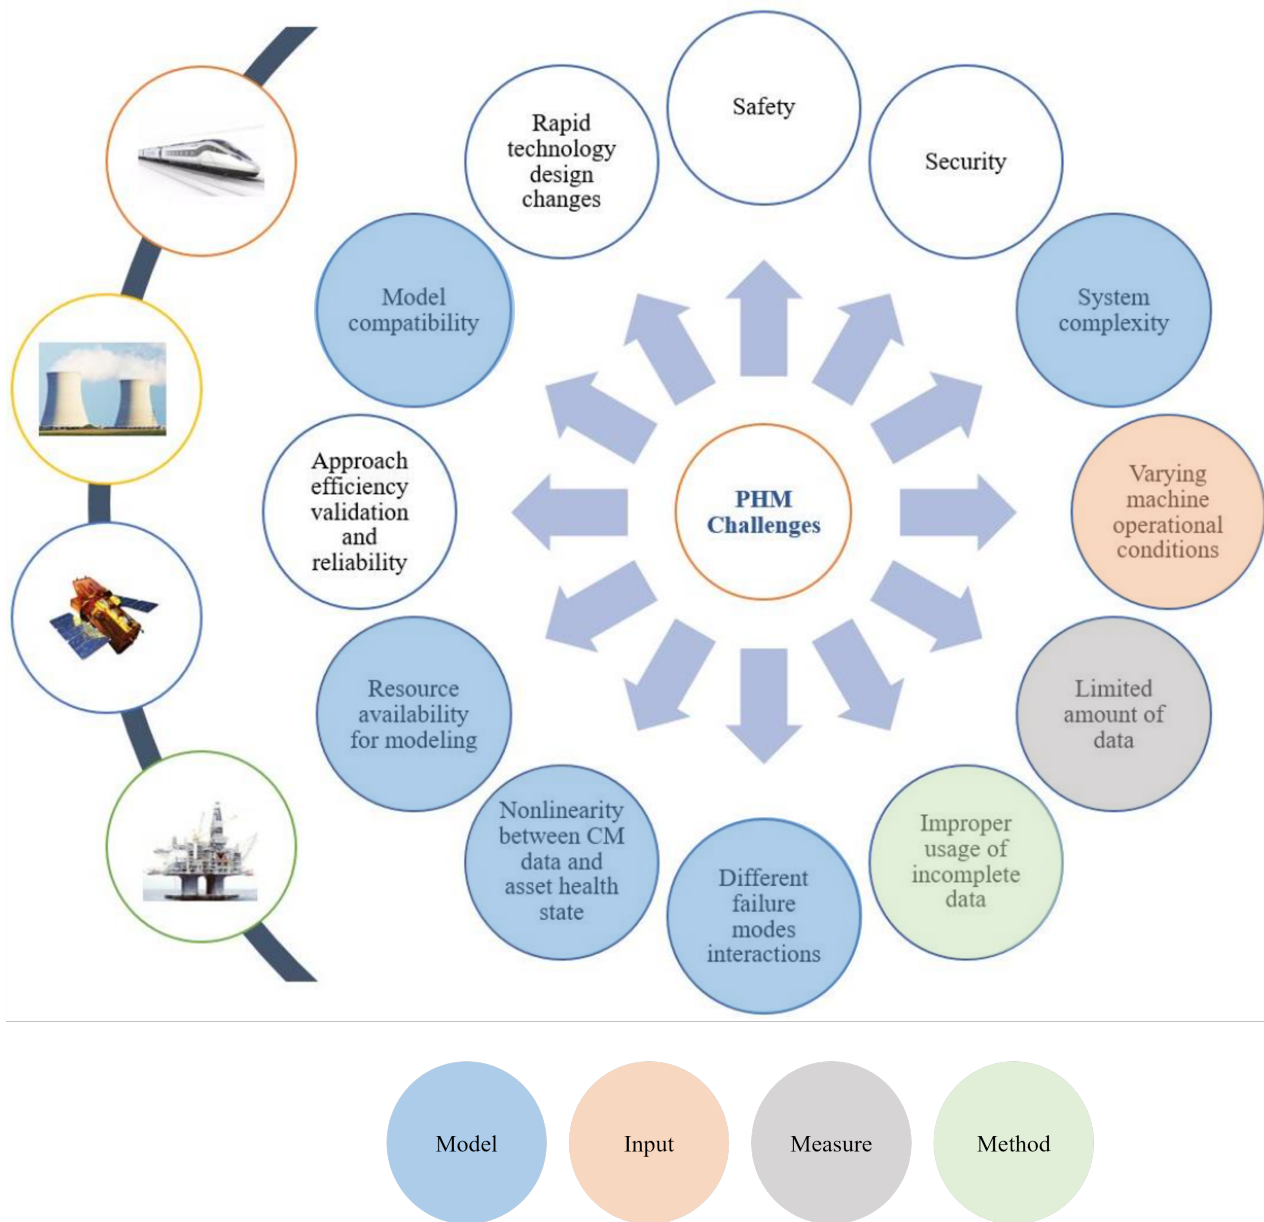 Safety
Security
System
complexity
Varying
machine
operational
conditions
Limited
amount of
data
Improper
usage of
incomplete
data
Different
failure
modes
interactions
Nonlinearity
between CM
data and
asset health
state
Resource
availability
for modeling
Approach
efficiency
validation
and
reliability
Model
compatibility
Rapid
technology
design
changes
PHM
Challenges
Model
Input
Measure
Method